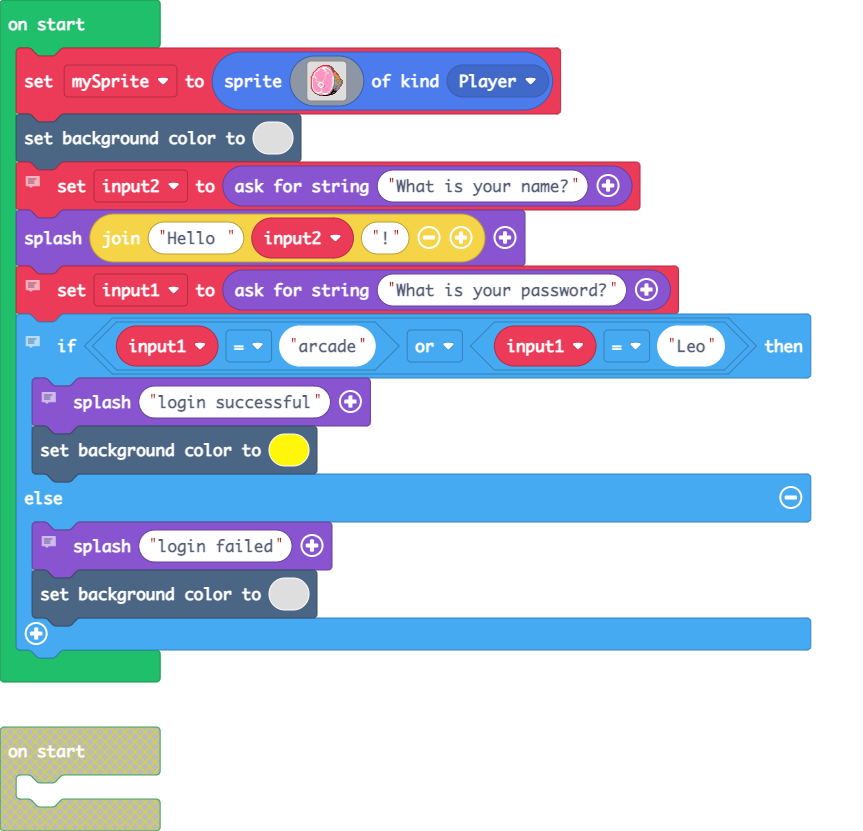 on start
set mySprite to sprite of kind Player
set background color to
set input2 to ask for string "What is your name?"
splash join "Hello " input2 "!"
set input1 to ask for string "What is your password?"
if input1 = "arcade" or input1 = "Leo" then
splash "login successful"
set background color to
else
splash "login failed"
set background color to
on start